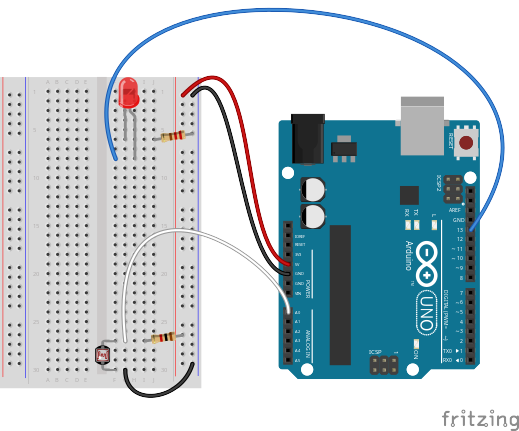 RESET
ICSP2
AREF
GND
13
12
~ 11
~ 10
~ 9
8
7
~ 6
~ 5
4
~ 3
2
TX0 ▸ 1
RX0 ◂ 0
DIGITAL (PWM~)
RX
TX
L
Arduino
TM
UNO
ON
ICSP
1
IOREF
RESET
3V3
5V
GND
GND
VIN
POWER
A0
A1
A2
A3
A4
A5
ANALOG IN
fritzing